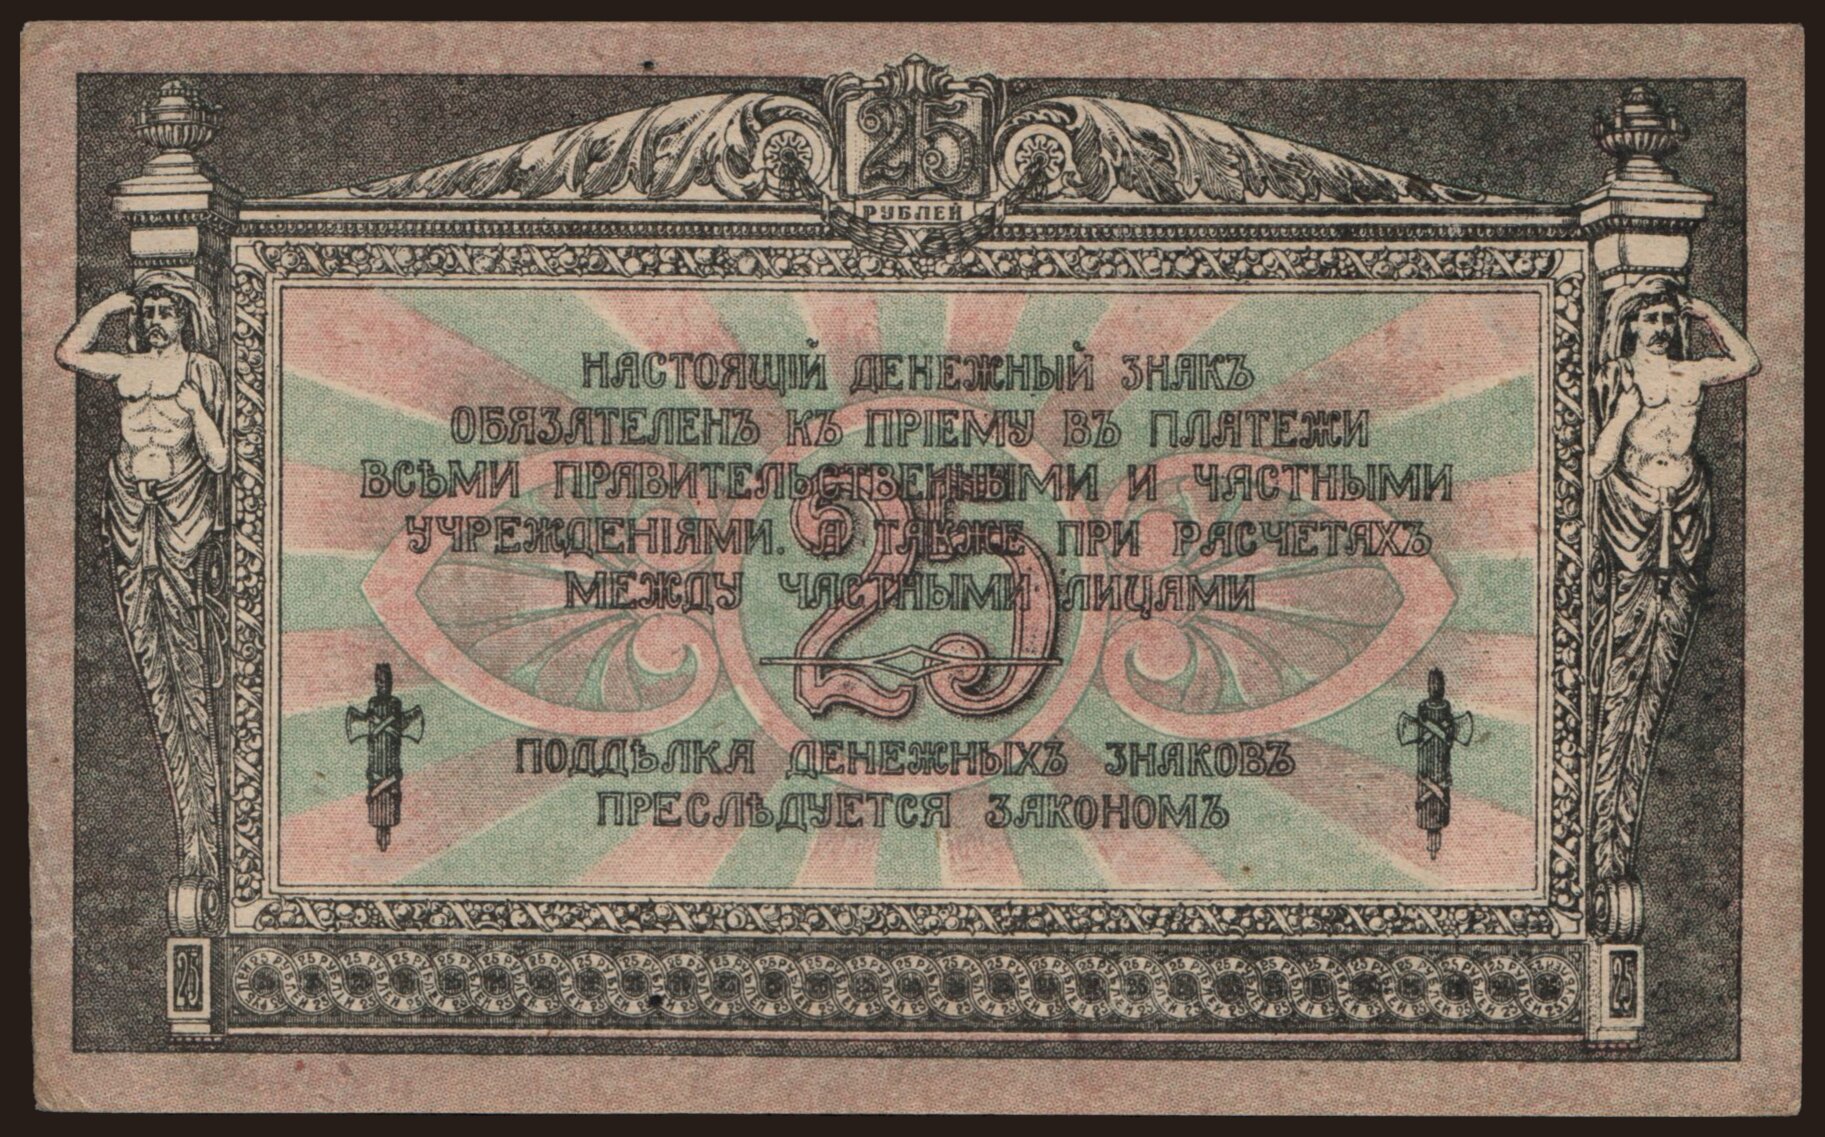 25
РУБЛЕЙ
НАСТОЯЩІЙ ДЕНЕЖНЫЙ ЗНАКЪ
ОБЯЗАТЕЛЕНЪ КЪ ПРІЕМУ ВЪ ПЛАТЕЖИ
ВСѢМИ ПРАВИТЕЛЬСТВЕННЫМИ И ЧАСТНЫМИ
УЧРЕЖДЕНІЯМИ. А ТАКЖЕ ПРИ РАСЧЕТАХЪ
МЕЖДУ ЧАСТНЫМИ ЛИЦАМИ
25
ПОДДѢЛКА ДЕНЕЖНЫХЪ ЗНАКОВЪ
ПРЕСЛѢДУЕТСЯ ЗАКОНОМЪ
25 25